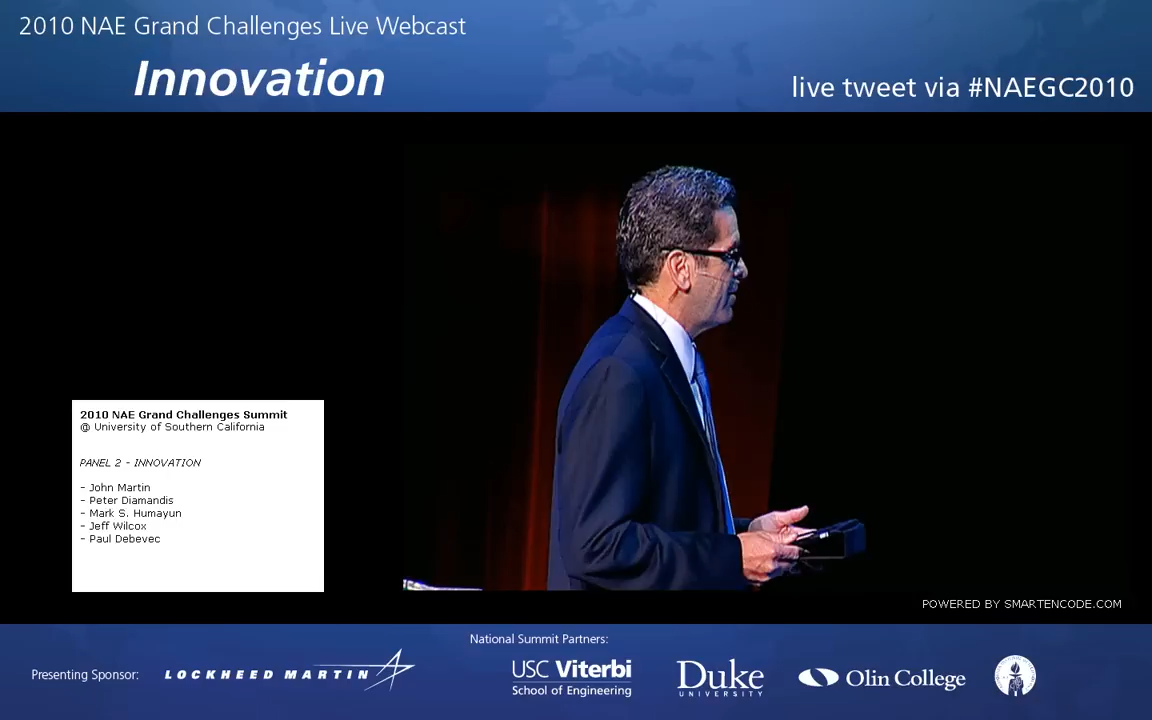 2010 NAE Grand Challenges Live Webcast
Innovation
live tweet via #NAEGC2010
2010 NAE Grand Challenges Summit
@ University of Southern California
PANEL 2 - INNOVATION
- John Martin
- Peter Diamandis
- Mark S. Humayun
- Jeff Wilcox
- Paul Debevec
POWERED BY SMARTENCODE.COM
National Summit Partners:
Presenting Sponsor:
LOCKHEED MARTIN
USC Viterbi
School of Engineering
Duke
UNIVERSITY
Olin College